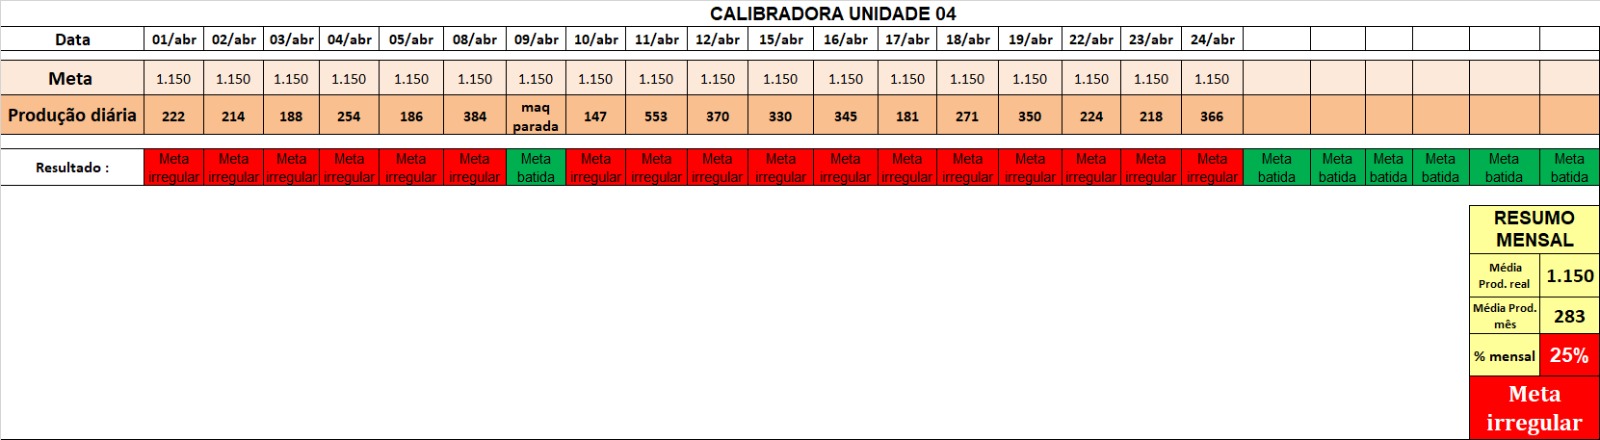 CALIBRADORA UNIDADE 04
Data 01/abr 02/abr 03/abr 04/abr 05/abr 08/abr 09/abr 10/abr 11/abr 12/abr 15/abr 16/abr 17/abr 18/abr 19/abr 22/abr 23/abr 24/abr
Meta 1.150 1.150 1.150 1.150 1.150 1.150 1.150 1.150 1.150 1.150 1.150 1.150 1.150 1.150 1.150 1.150 1.150 1.150
Produção diária 222 214 188 254 186 384 maq parada 147 553 370 330 345 181 271 350 224 218 366
Resultado : Meta irregular Meta irregular Meta irregular Meta irregular Meta irregular Meta irregular Meta batida Meta irregular Meta irregular Meta irregular Meta irregular Meta irregular Meta irregular Meta irregular Meta irregular Meta irregular Meta irregular Meta irregular Meta batida Meta batida Meta batida Meta batida Meta batida Meta batida
RESUMO
MENSAL
Média
Prod. real 1.150
Média Prod.
mês 283
% mensal 25%
Meta
irregular